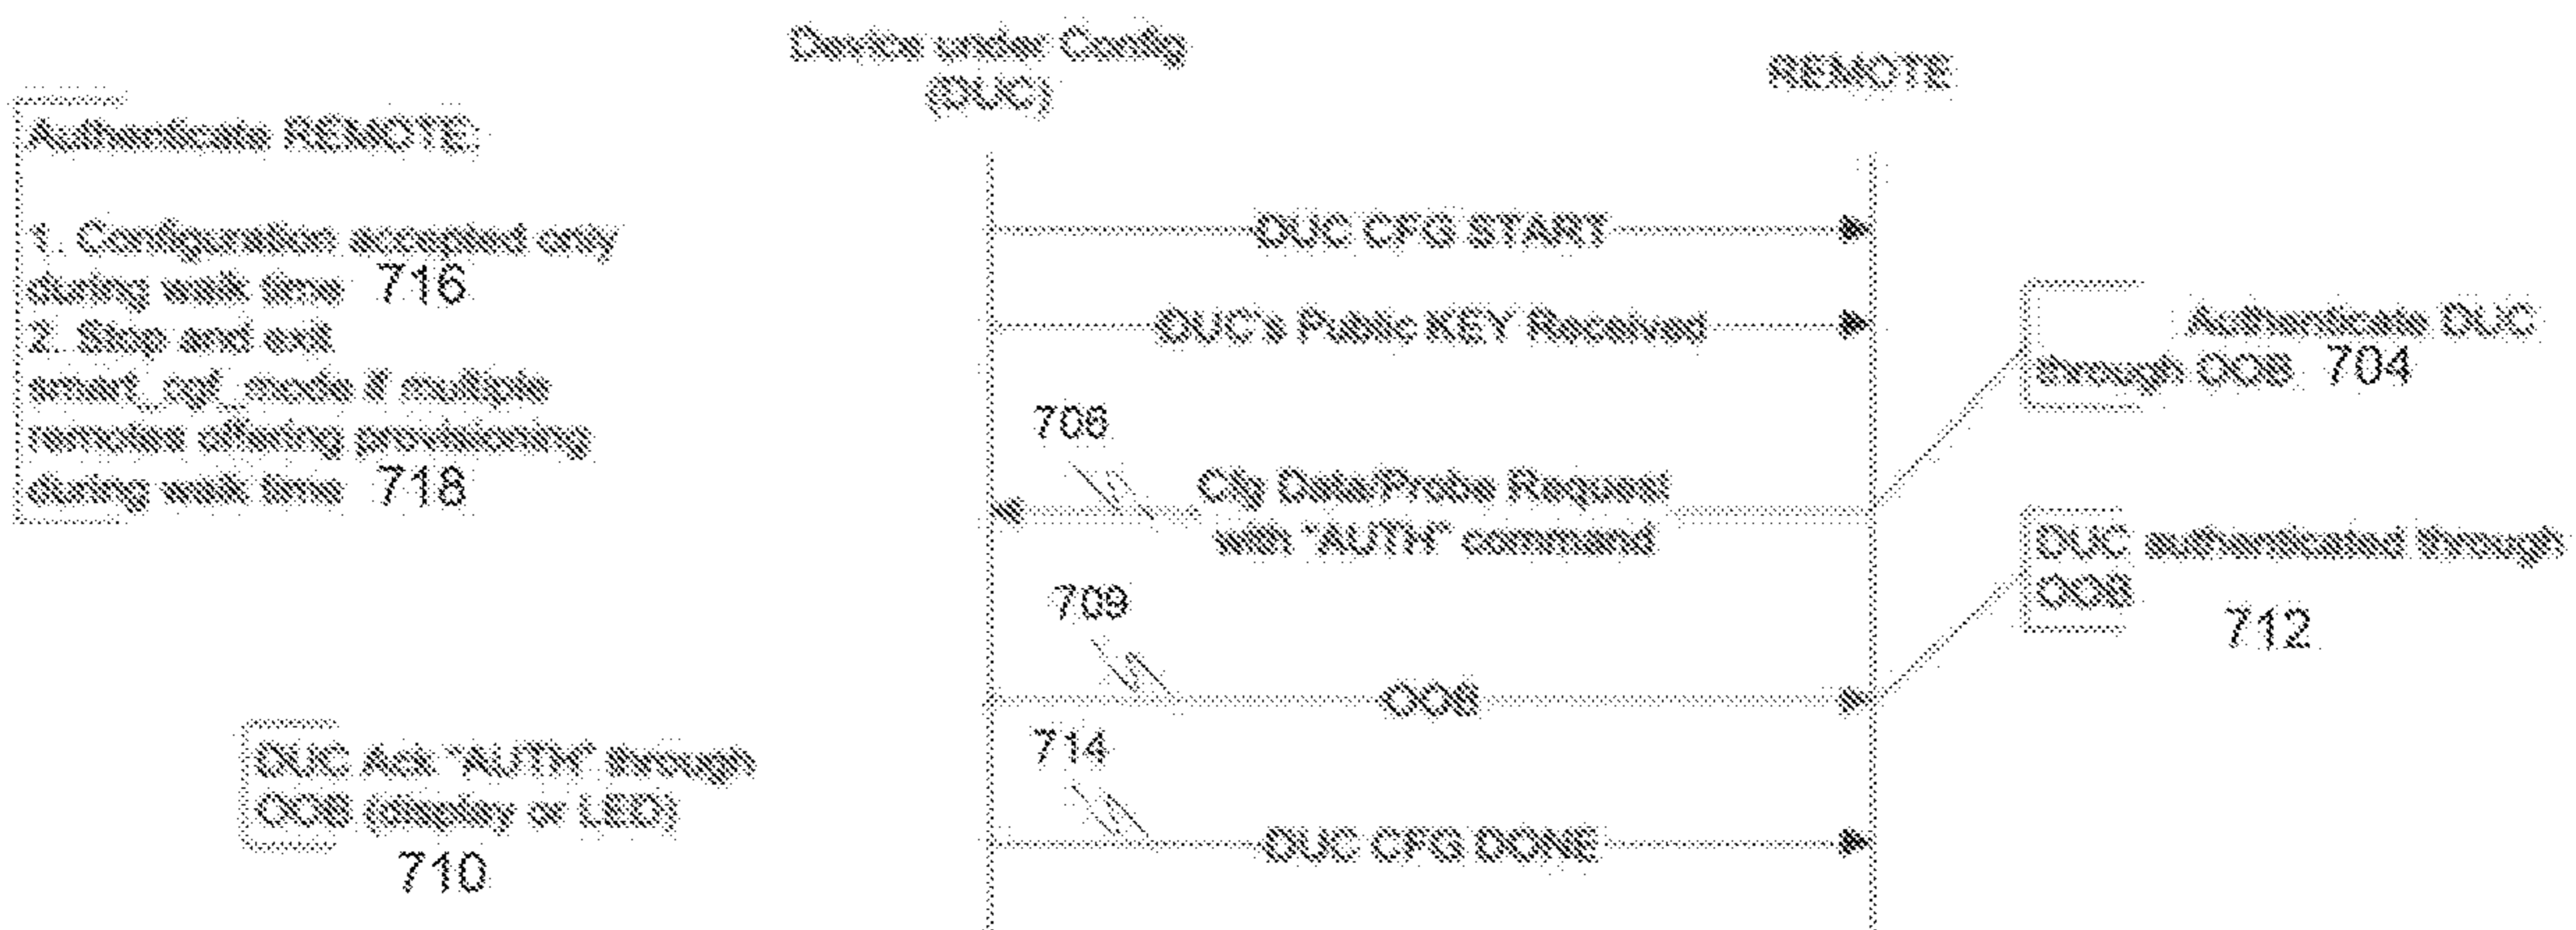 Device under Config
(DUC)
REMOTE
Authenticate REMOTE:
1. Configuration accepted only
during walk time 716
2. Stop and exit
smart_cgf_mode if multiple
remotes offering provisioning
during walk time 718
DUC CFG START
DUC's Public KEY Received
Authenticate DUC
through OOB 704
706
Cfg Data/Probe Request
with "AUTH" command
DUC authenticated through
OOB
712
709
OOB
714
DUC Ack "AUTH" through
OOB (display or LED)
710
DUC CFG DONE